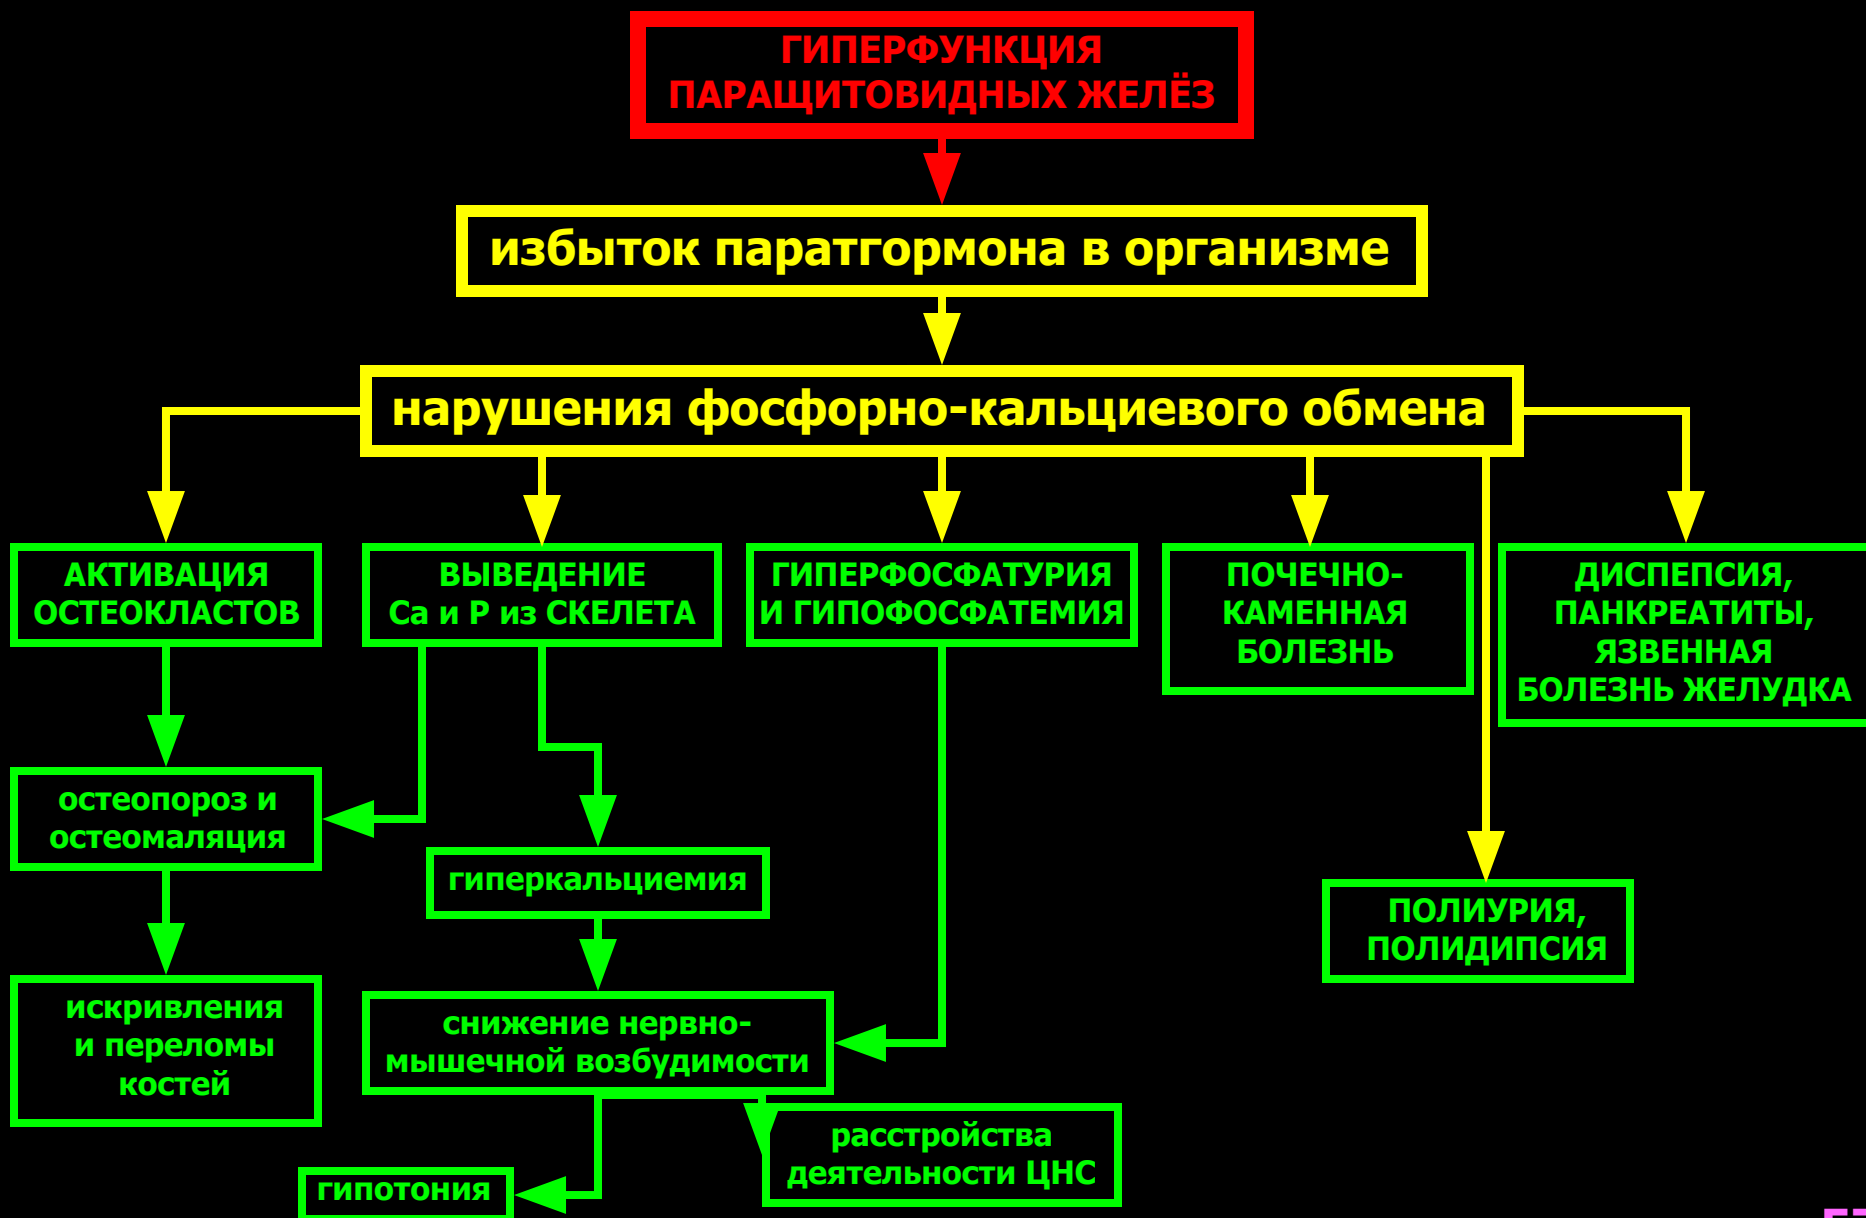 ГИПЕРФУНКЦИЯ
ПАРАЩИТОВИДНЫХ ЖЕЛЁЗ
избыток паратгормона в организме
нарушения фосфорно-кальциевого обмена
АКТИВАЦИЯ
ОСТЕОКЛАСТОВ
ВЫВЕДЕНИЕ
Ca и P из СКЕЛЕТА
ГИПЕРФОСФАТУРИЯ
И ГИПОФОСФАТЕМИЯ
ПОЧЕЧНО-
КАМЕННАЯ
БОЛЕЗНЬ
ДИСПЕПСИЯ,
ПАНКРЕАТИТЫ,
ЯЗВЕННАЯ
БОЛЕЗНЬ ЖЕЛУДКА
остеопороз и
остеомаляция
гиперкальциемия
ПОЛИУРИЯ,
ПОЛИДИПСИЯ
искривления
и переломы
костей
снижение нервно-
мышечной возбудимости
расстройства
деятельности ЦНС
гипотония